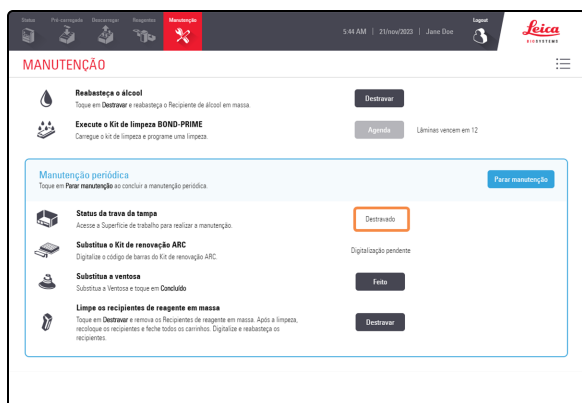 Status Pré-carregada Descarregar Reagentes Manutenção
5:44 AM | 21/nov/2023 | Jane Doe
Logout
Leica
BIOSYSTEMS
MANUTENÇÃO
Reabasteça o álcool
Toque em Destravar e reabasteça o Recipiente de álcool em massa.
Destravar
Execute o Kit de limpeza BOND-PRIME
Carregue o kit de limpeza e programe uma limpeza.
Agenda
Lâminas vencem em 12
Manutenção periódica
Toque em Parar manutenção ao concluir a manutenção periódica.
Parar manutenção
Status da trava da tampa
Acesse a Superfície de trabalho para realizar a manutenção.
Destravado
Substitua o Kit de renovação ARC
Digitalize o código de barras do Kit de renovação ARC.
Digitalização pendente
Substitua a ventosa
Substitua a Ventosa e toque em Concluído
Feito
Limpe os recipientes de reagente em massa
Toque em Destravar e remova os Recipientes de reagente em massa. Após a limpeza,
recoloque os recipientes e feche todos os carrinhos. Digitalize e reabasteça os
recipientes.
Destravar